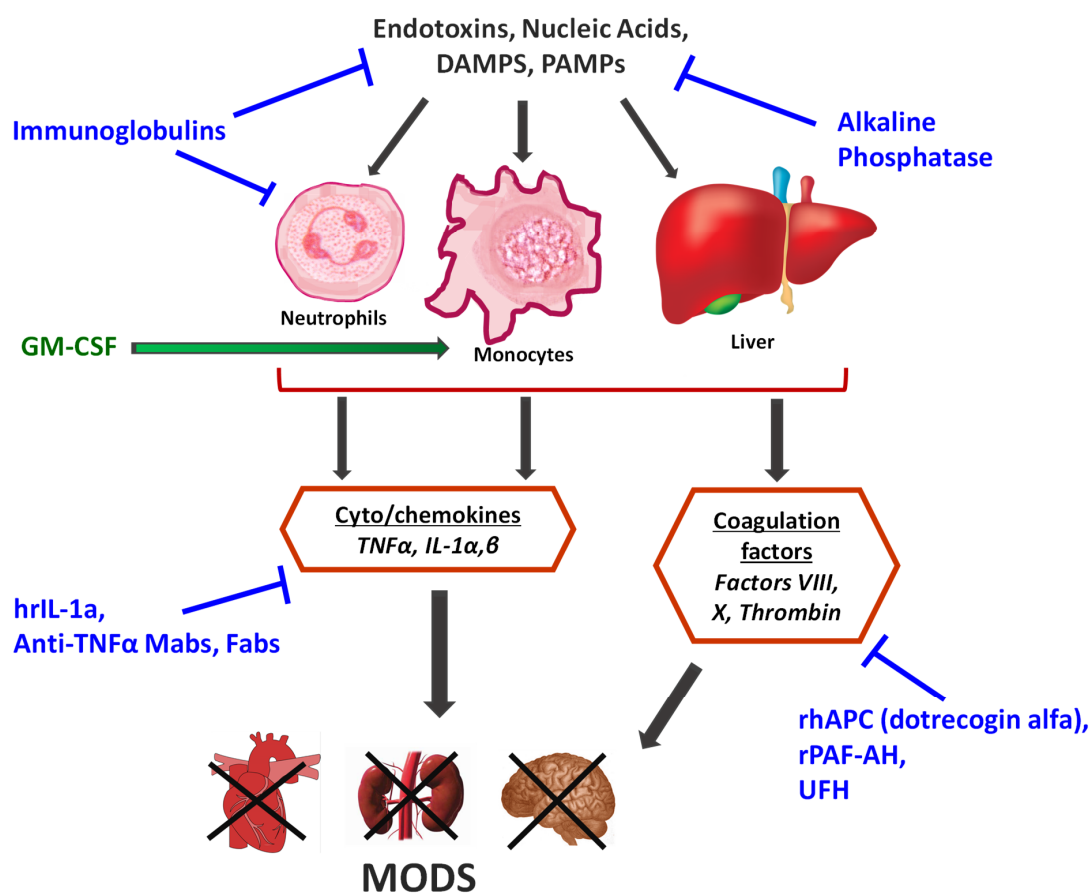 Endotoxins, Nucleic Acids,
DAMPS, PAMPs
Immunoglobulins
Alkaline
Phosphatase
Neutrophils
Monocytes
Liver
GM-CSF
Cyto/chemokines
TNFα, IL-1α,β
Coagulation
factors
Factors VIII,
X, Thrombin
hrIL-1a,
Anti-TNFα Mabs, Fabs
rhAPC (dotrecogin alfa),
rPAF-AH,
UFH
MODS